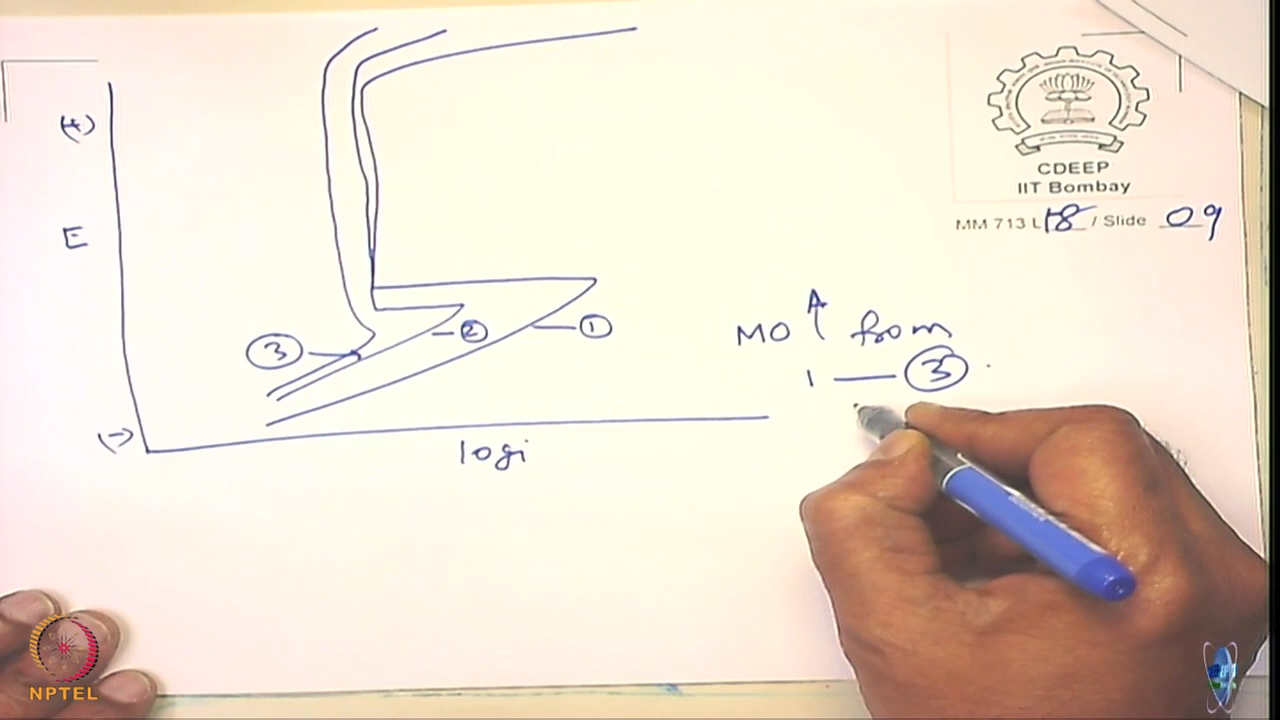 (+)
E
(-)
log i
①
②
③
MO ↑ from
1 — ③
CDEEP
IIT Bombay
MM 713 L 18 / Slide 09
NPTEL